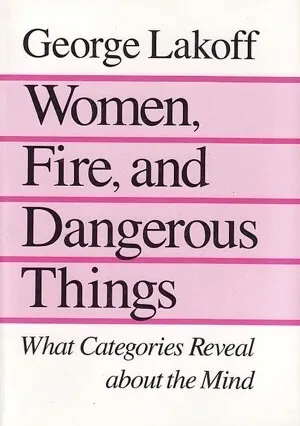 George Lakoff
Women,
Fire, and
Dangerous
Things
What Categories Reveal
about the Mind